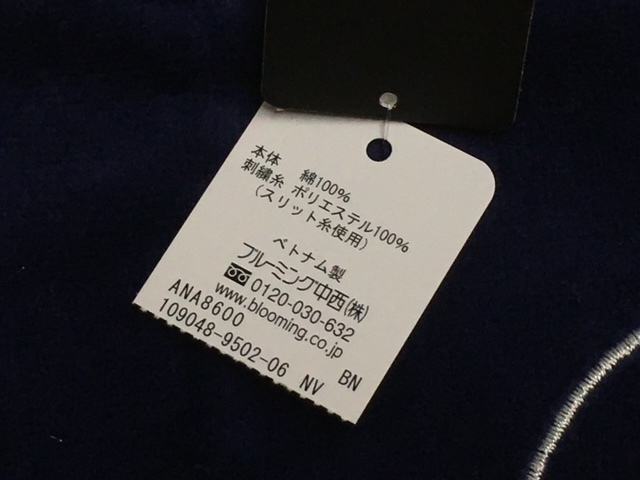 本体 綿100%
刺繍糸 ポリエステル100%
(スリット糸使用)
ベトナム製
ブルーミング中西(株)
0120-030-632
www.blooming.co.jp
ANA8600 BN
109048-9502-06 NV